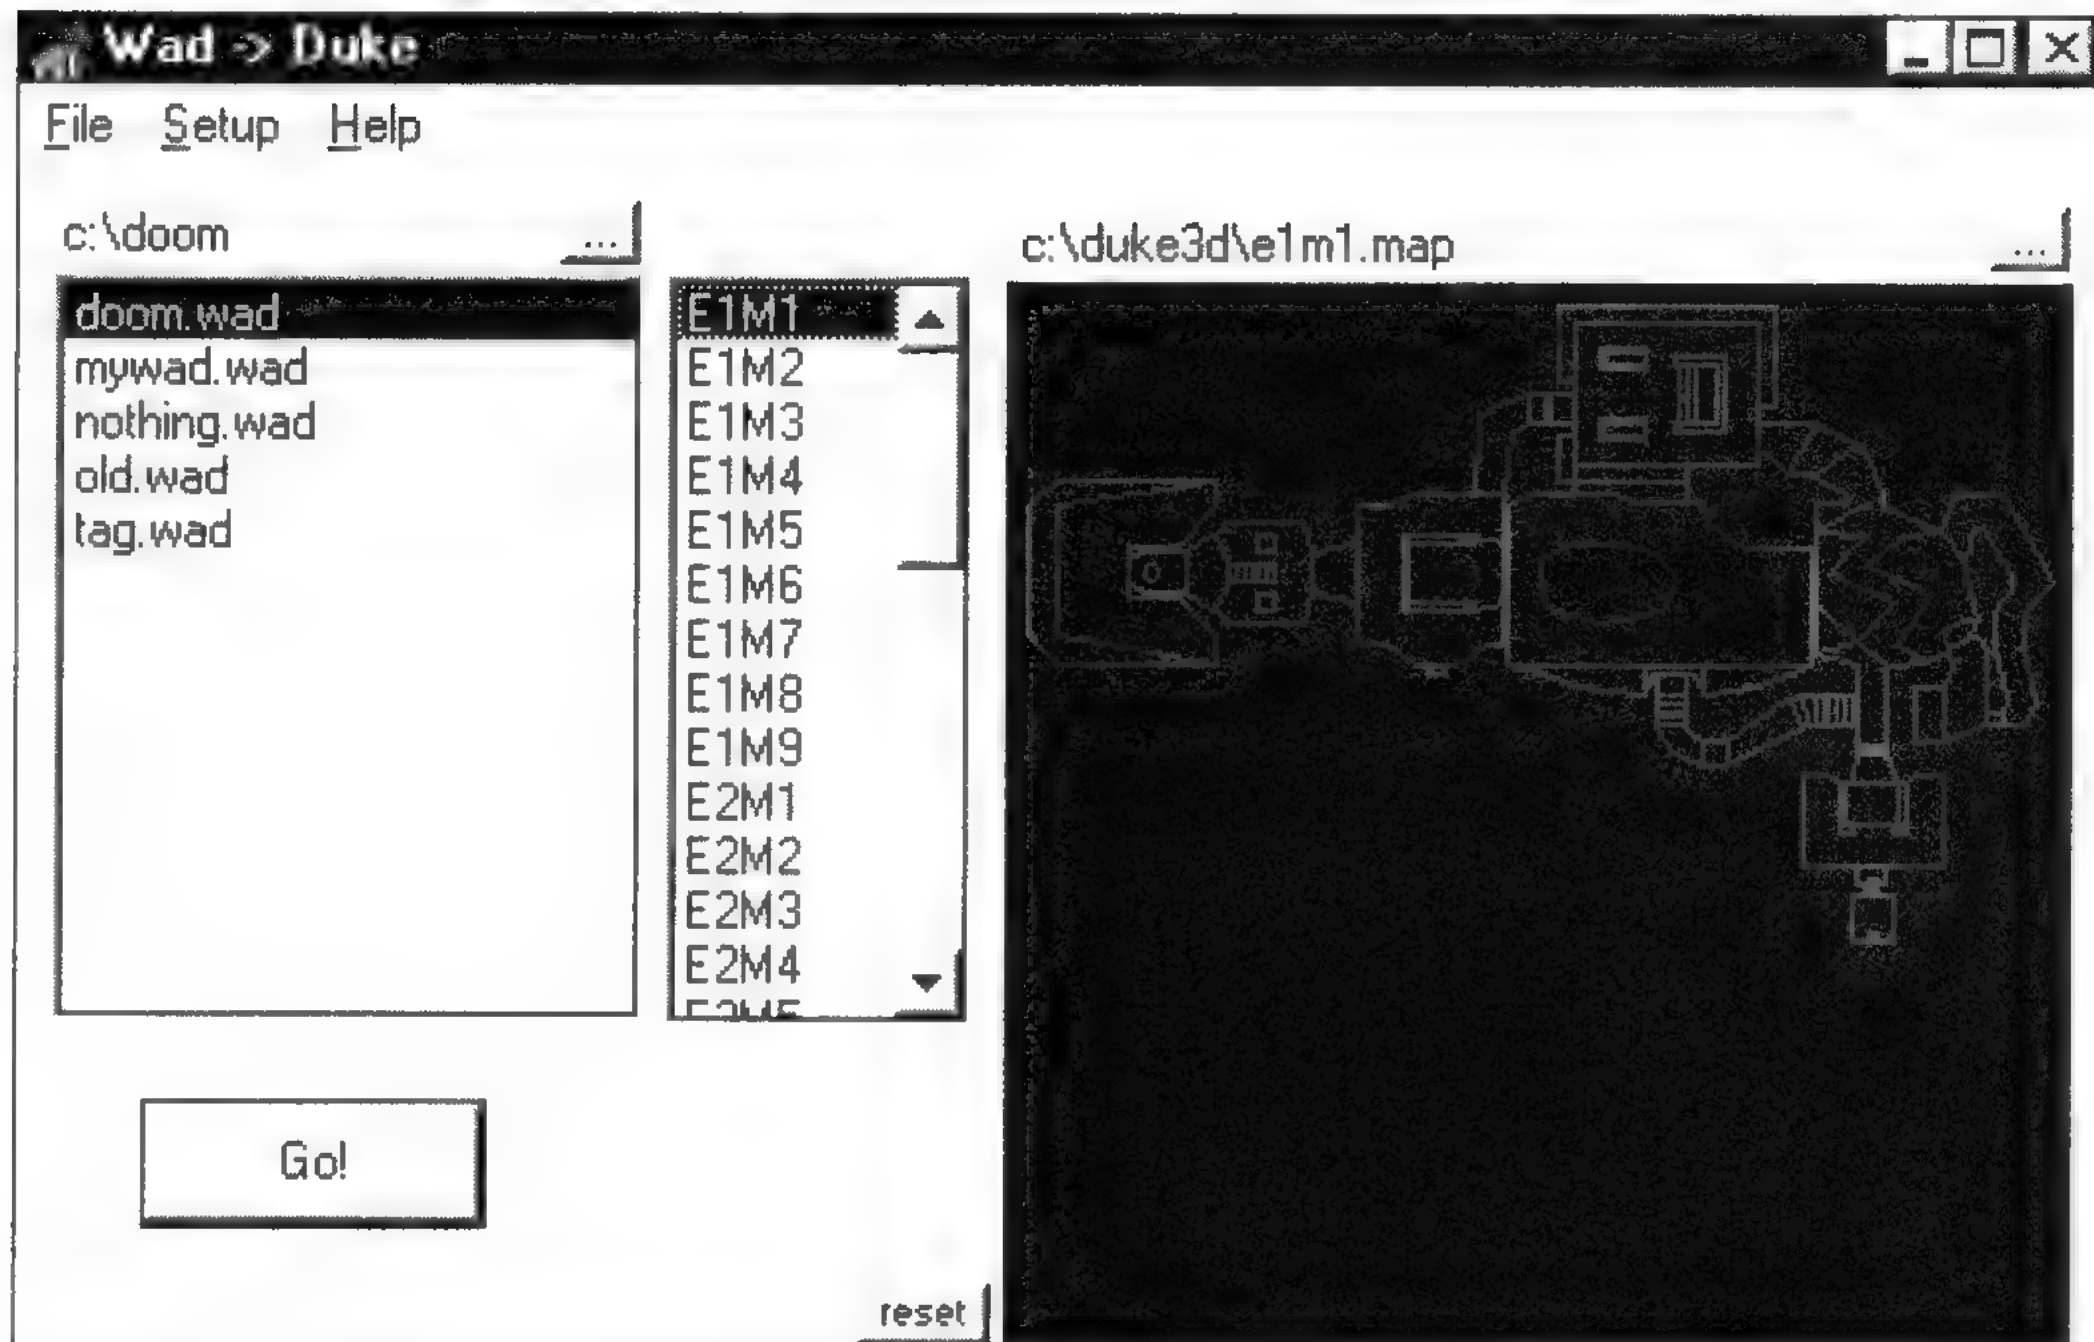 Wad -> Duke
File Setup Help
c:\doom ...
c:\duke3d\e1m1.map ...
doom.wad
mywad.wad
nothing.wad
old.wad
tag.wad
E1M1
E1M2
E1M3
E1M4
E1M5
E1M6
E1M7
E1M8
E1M9
E2M1
E2M2
E2M3
E2M4
E2M5
Go!
reset